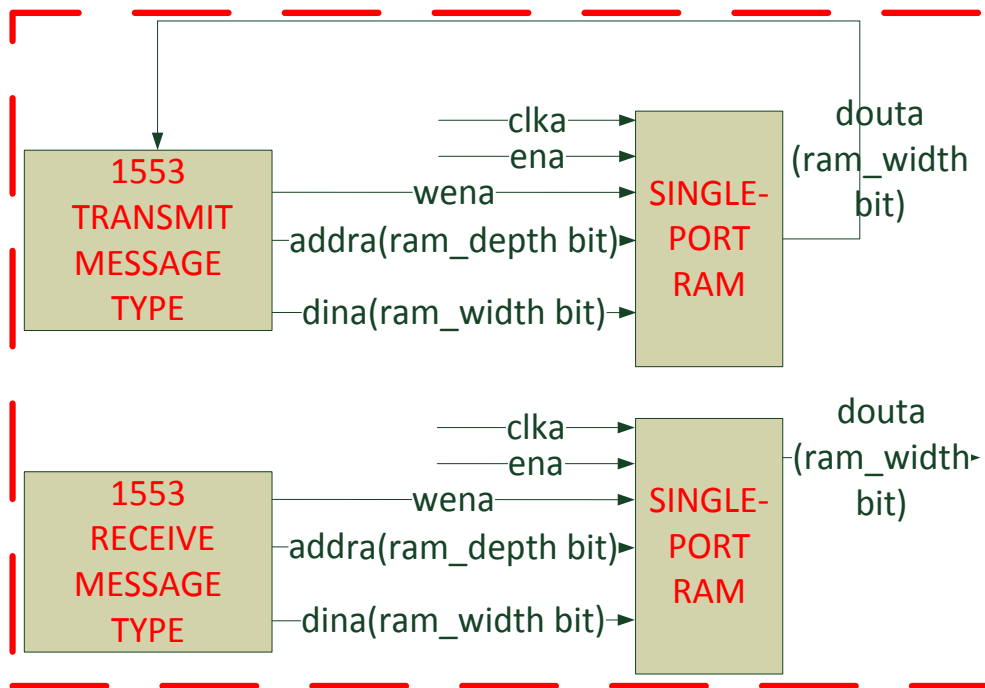 1553
TRANSMIT
MESSAGE
TYPE
clka
ena
wena
addra(ram_depth bit)
dina(ram_width bit)
SINGLE-
PORT
RAM
douta
(ram_width
bit)
1553
RECEIVE
MESSAGE
TYPE
clka
ena
wena
addra(ram_depth bit)
dina(ram_width bit)
SINGLE-
PORT
RAM
douta
(ram_width
bit)